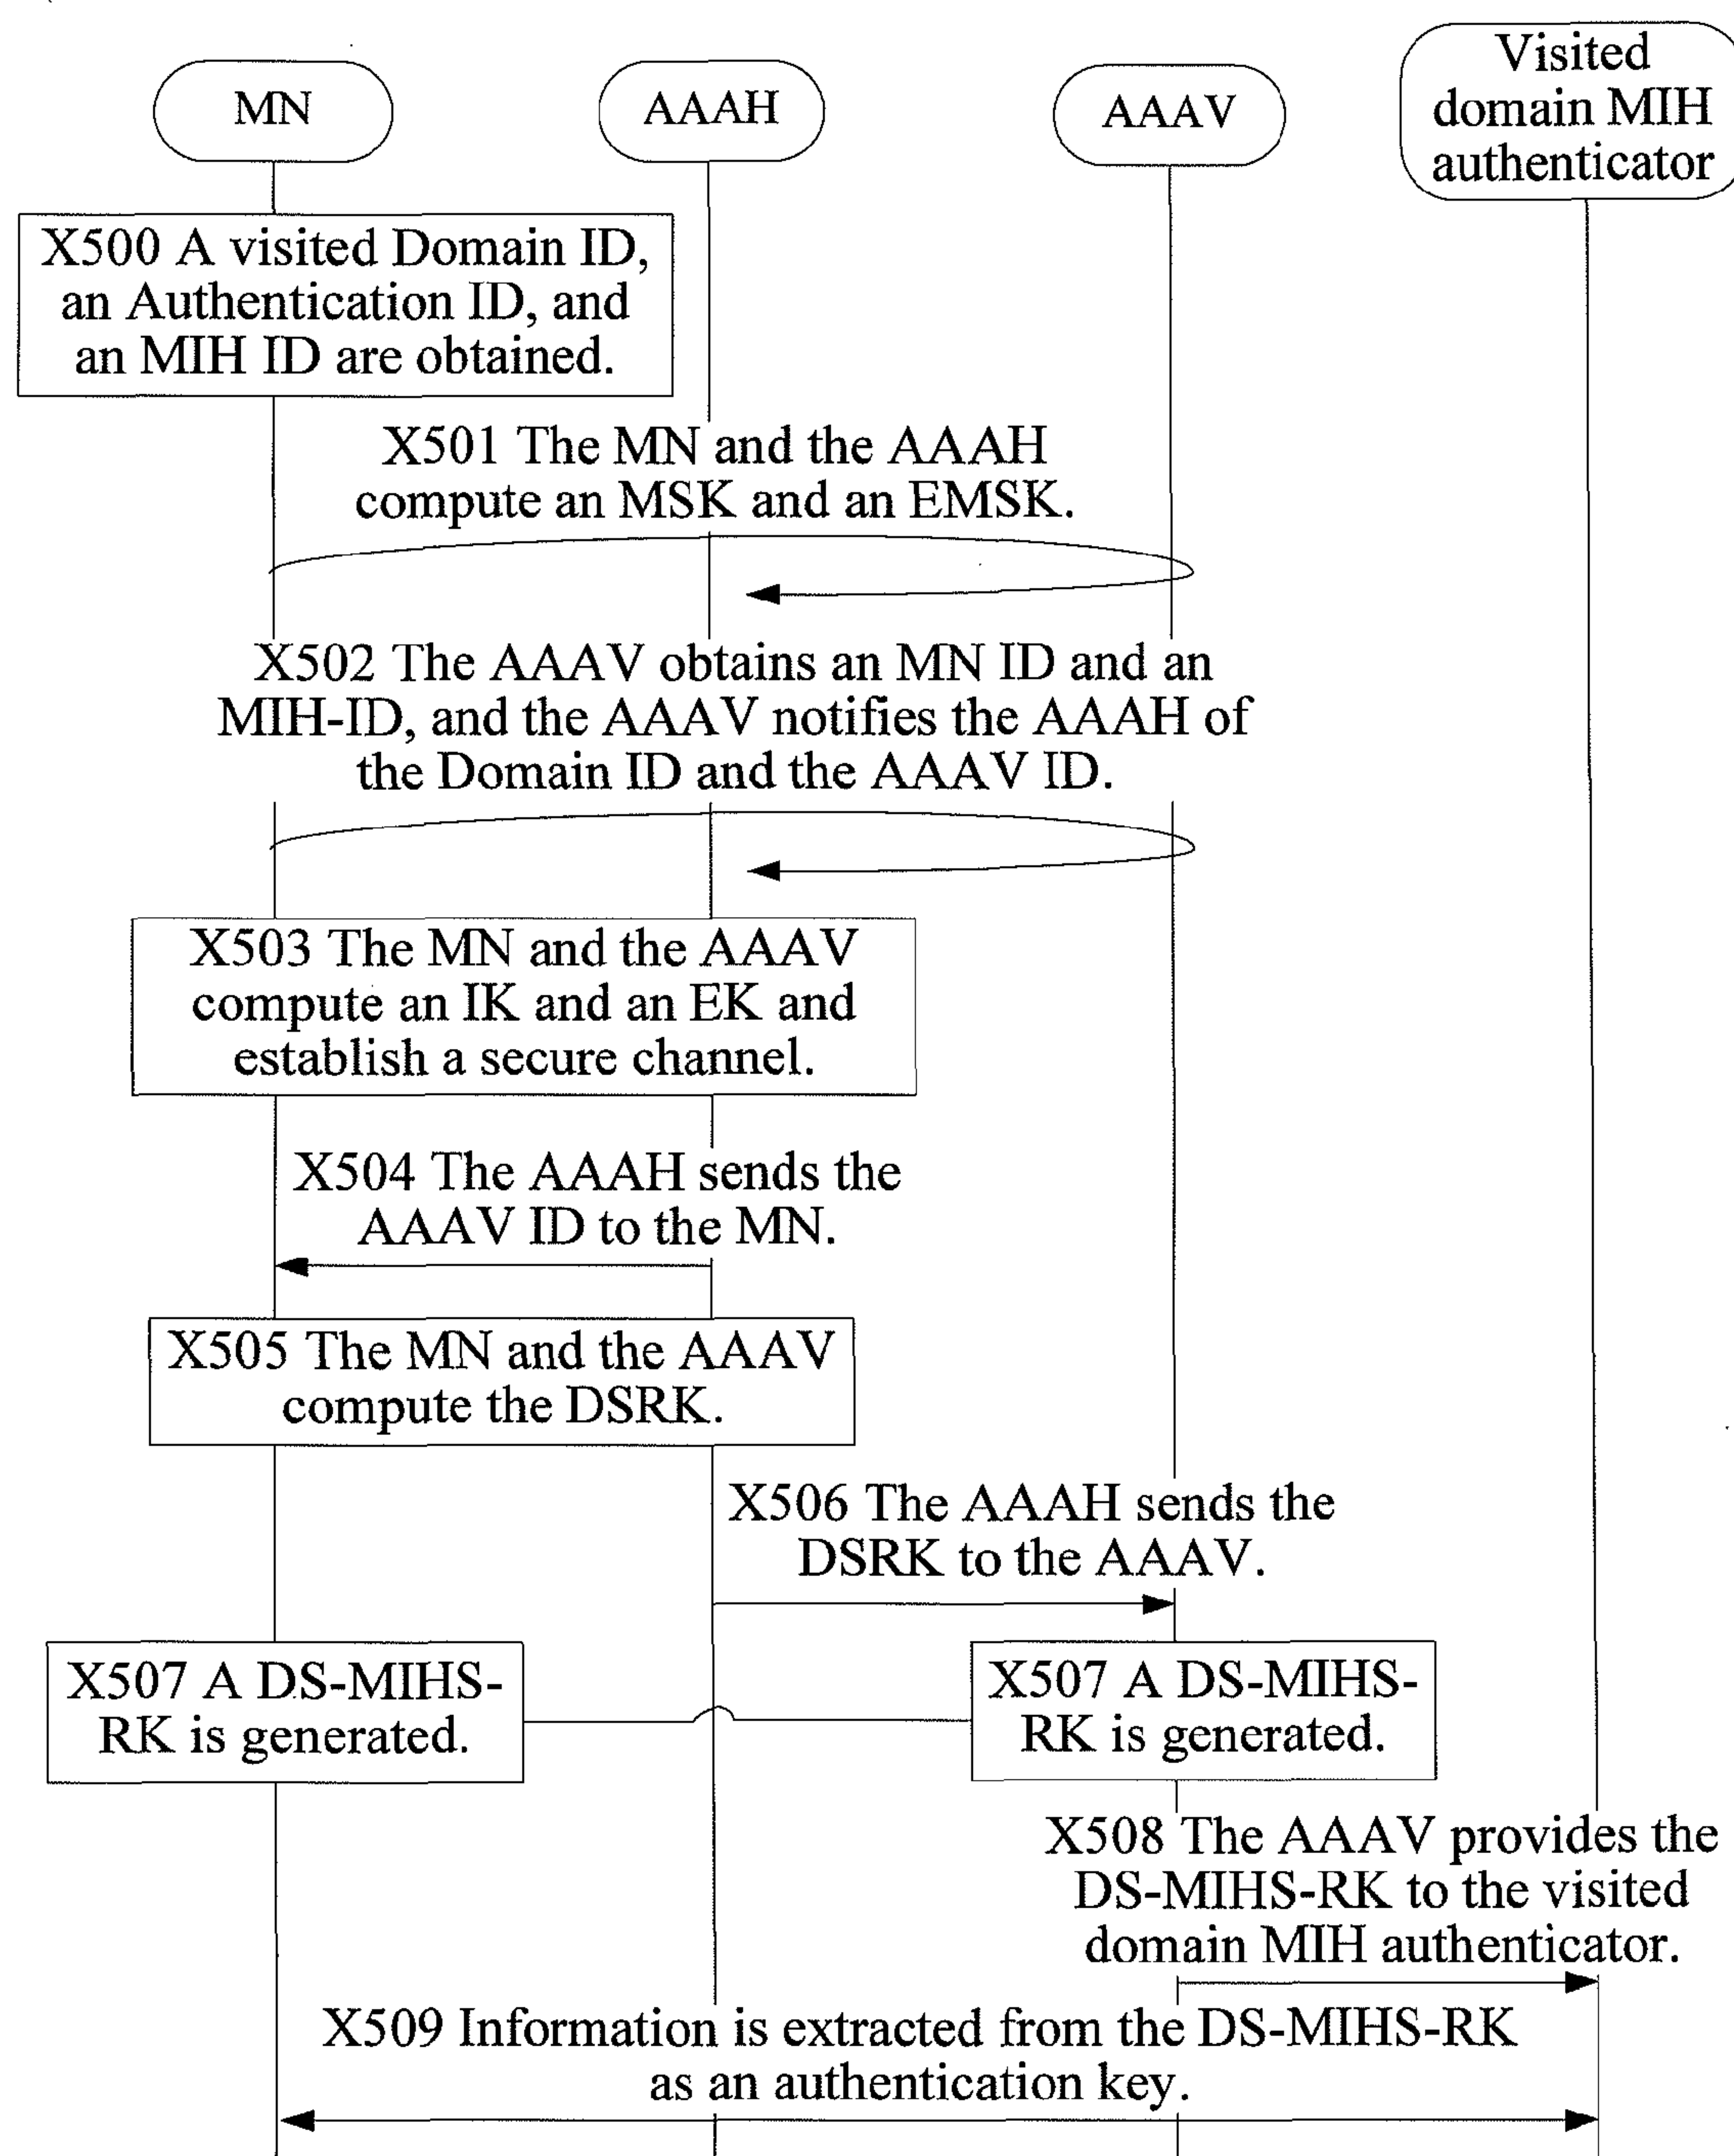 MN
AAAH
AAAV
Visited
domain MIH
authenticator
X500 A visited Domain ID,
an Authentication ID, and
an MIH ID are obtained.
X501 The MN and the AAAH
compute an MSK and an EMSK.
X502 The AAAV obtains an MN ID and an
MIH-ID, and the AAAV notifies the AAAH of
the Domain ID and the AAAV ID.
X503 The MN and the AAAV
compute an IK and an EK and
establish a secure channel.
X504 The AAAH sends the
AAAV ID to the MN.
X505 The MN and the AAAV
compute the DSRK.
X506 The AAAH sends the
DSRK to the AAAV.
X507 A DS-MIHS-
RK is generated.
X507 A DS-MIHS-
RK is generated.
X508 The AAAV provides the
DS-MIHS-RK to the visited
domain MIH authenticator.
X509 Information is extracted from the DS-MIHS-RK
as an authentication key.